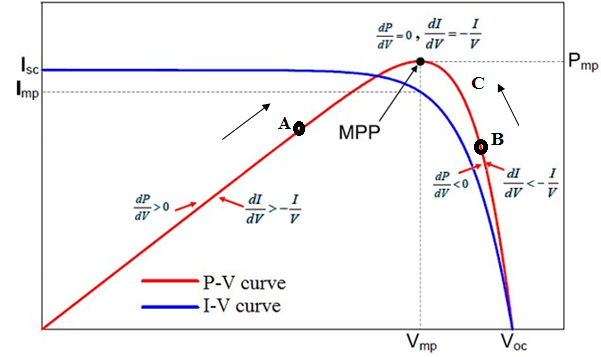 dP/dV = 0 , dI/dV = - I/V
Isc
Pmp
Imp
C
A
MPP
B
dP/dV < 0
dI/dV < - I/V
dP/dV > 0
dI/dV > - I/V
P-V curve
I-V curve
Vmp
Voc